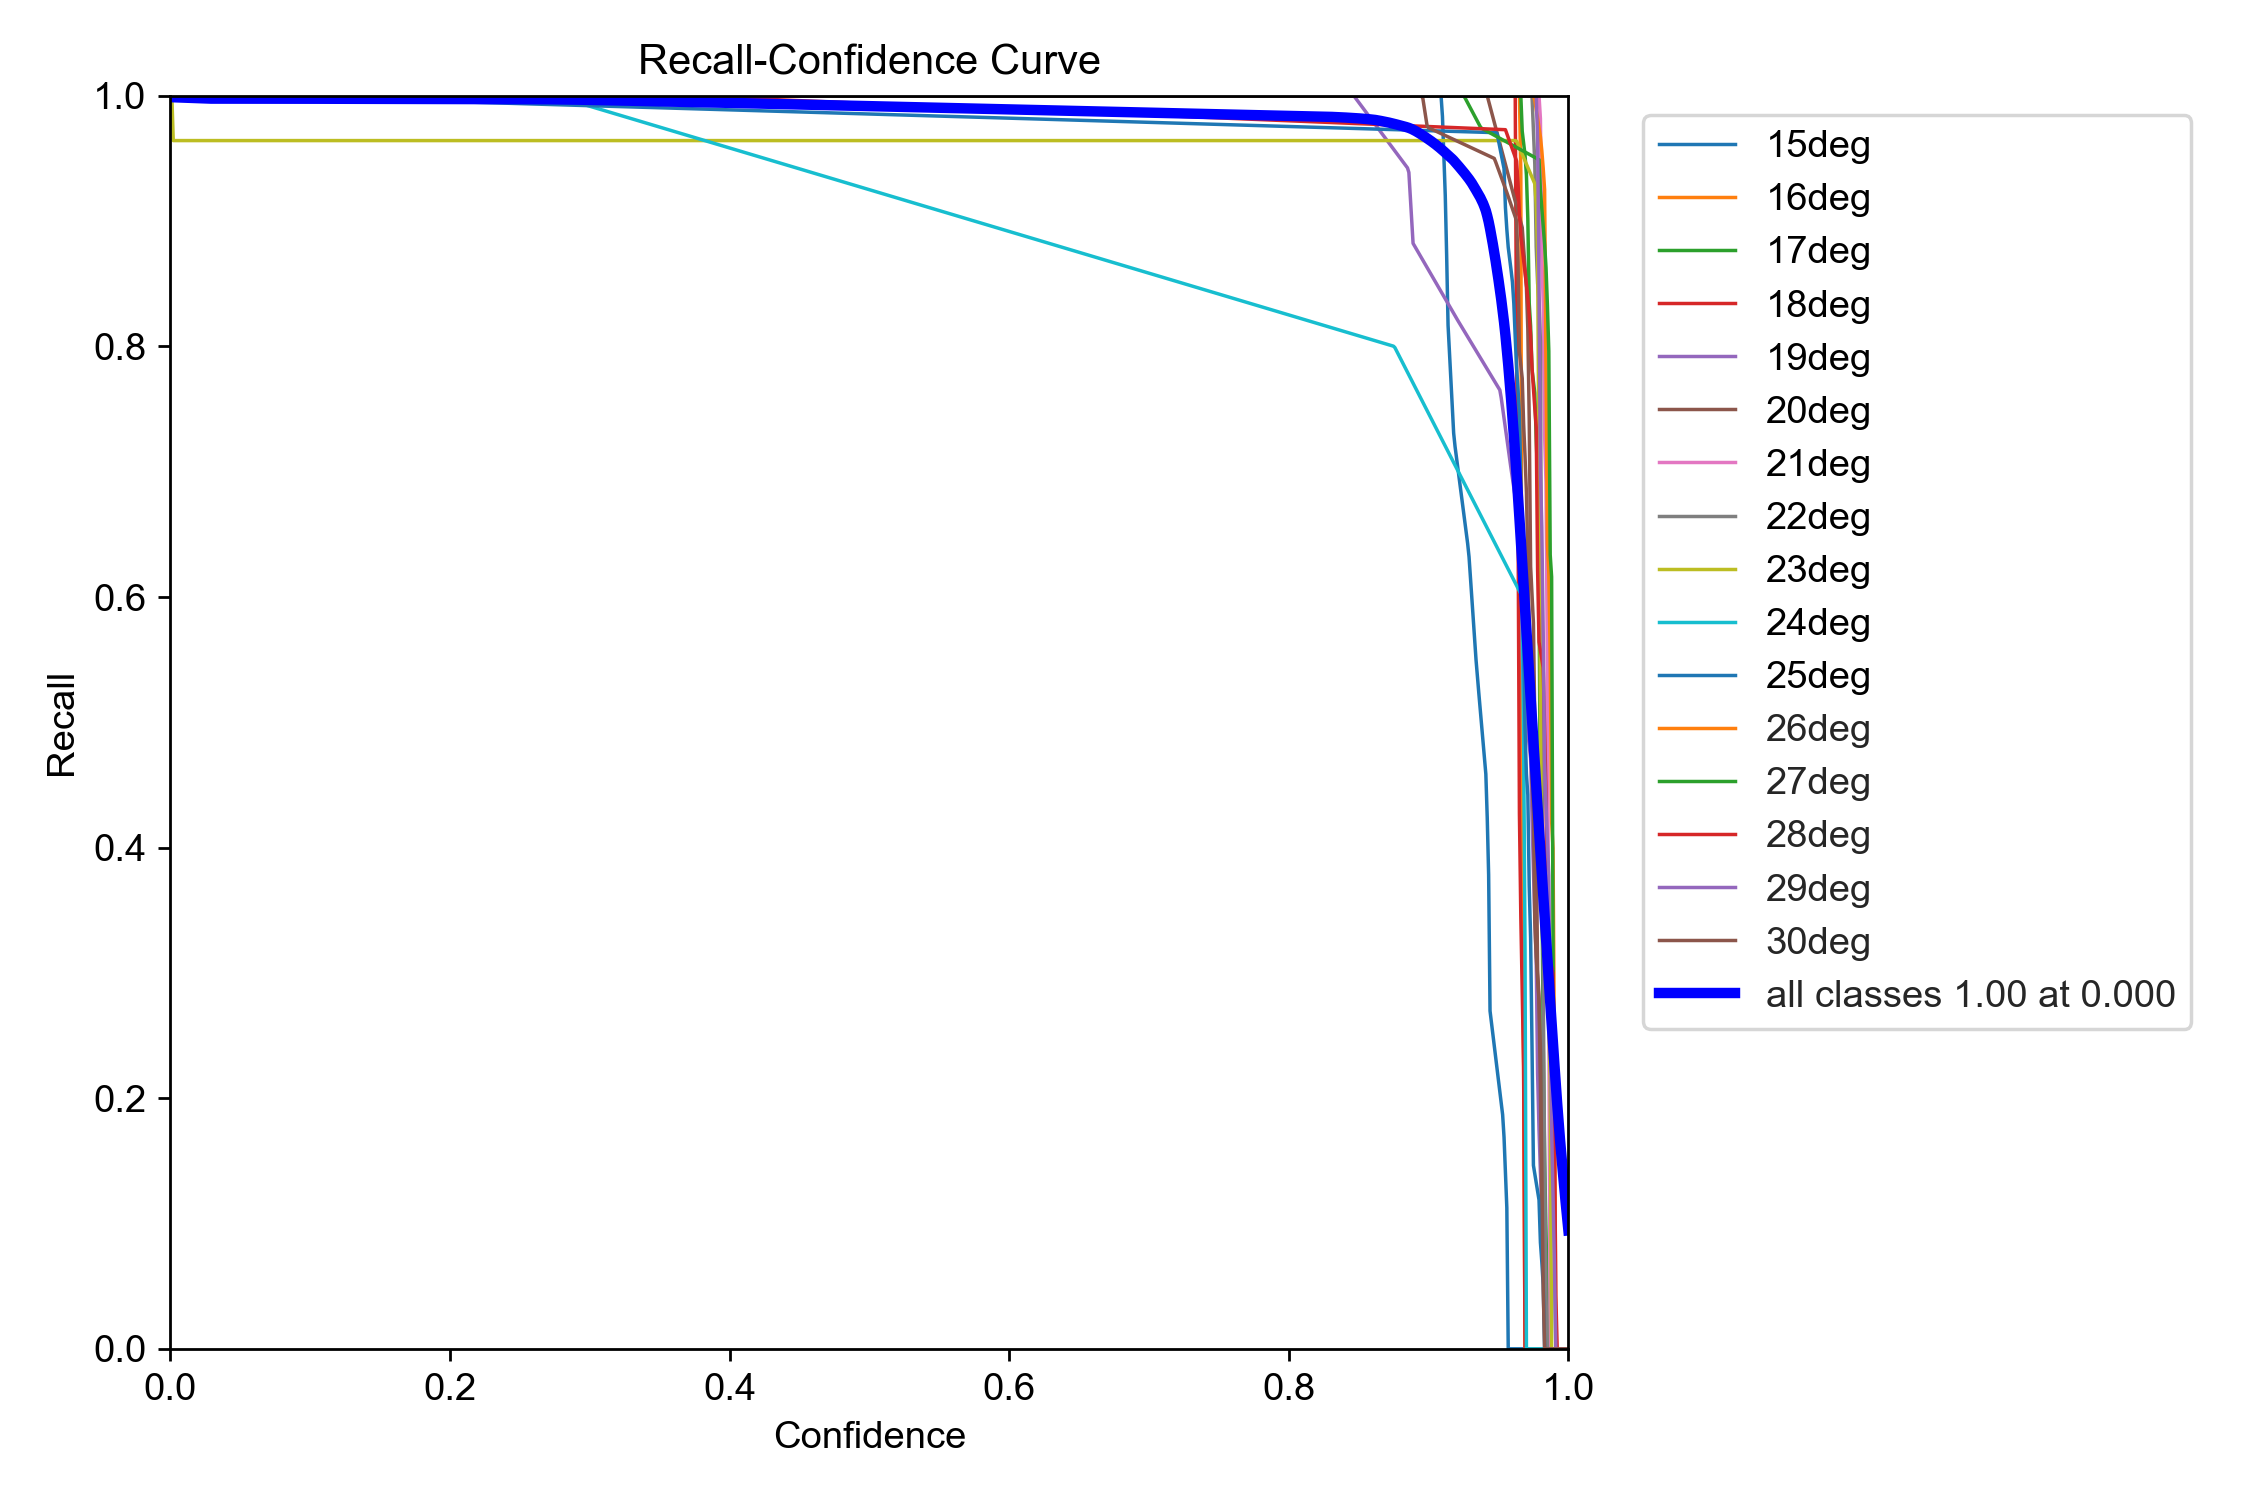 Recall-Confidence Curve
1.0
0.8
0.6
0.4
0.2
0.0
Recall
0.0 0.2 0.4 0.6 0.8 1.0
Confidence
15deg
16deg
17deg
18deg
19deg
20deg
21deg
22deg
23deg
24deg
25deg
26deg
27deg
28deg
29deg
30deg
all classes 1.00 at 0.000